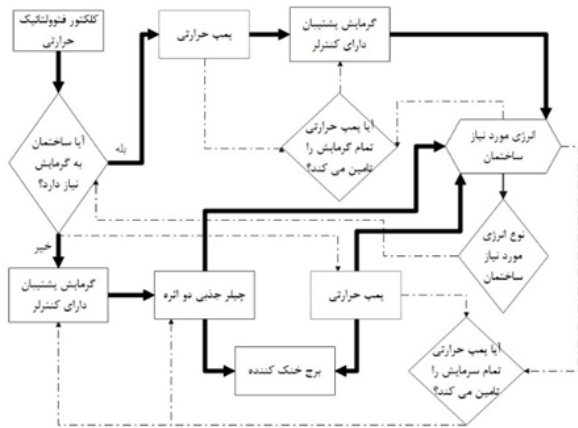 کلکتور فتوولتائیک
حرارتی
پمپ حرارتی
گرمایش پشتیبان
دارای کنترلر
آیا ساختمان
به گرمایش
نیاز دارد؟
بله
آیا پمپ حرارتی
تمام گرمایش را
تامین می کند؟
انرژی مورد نیاز
ساختمان
نوع انرژی
مورد نیاز
ساختمان
خیر
گرمایش پشتیبان
دارای کنترلر
چیلر جذبی دو اثره
پمپ حرارتی
برج خنک کننده
آیا پمپ حرارتی
تمام سرمایش را
تامین می کند؟